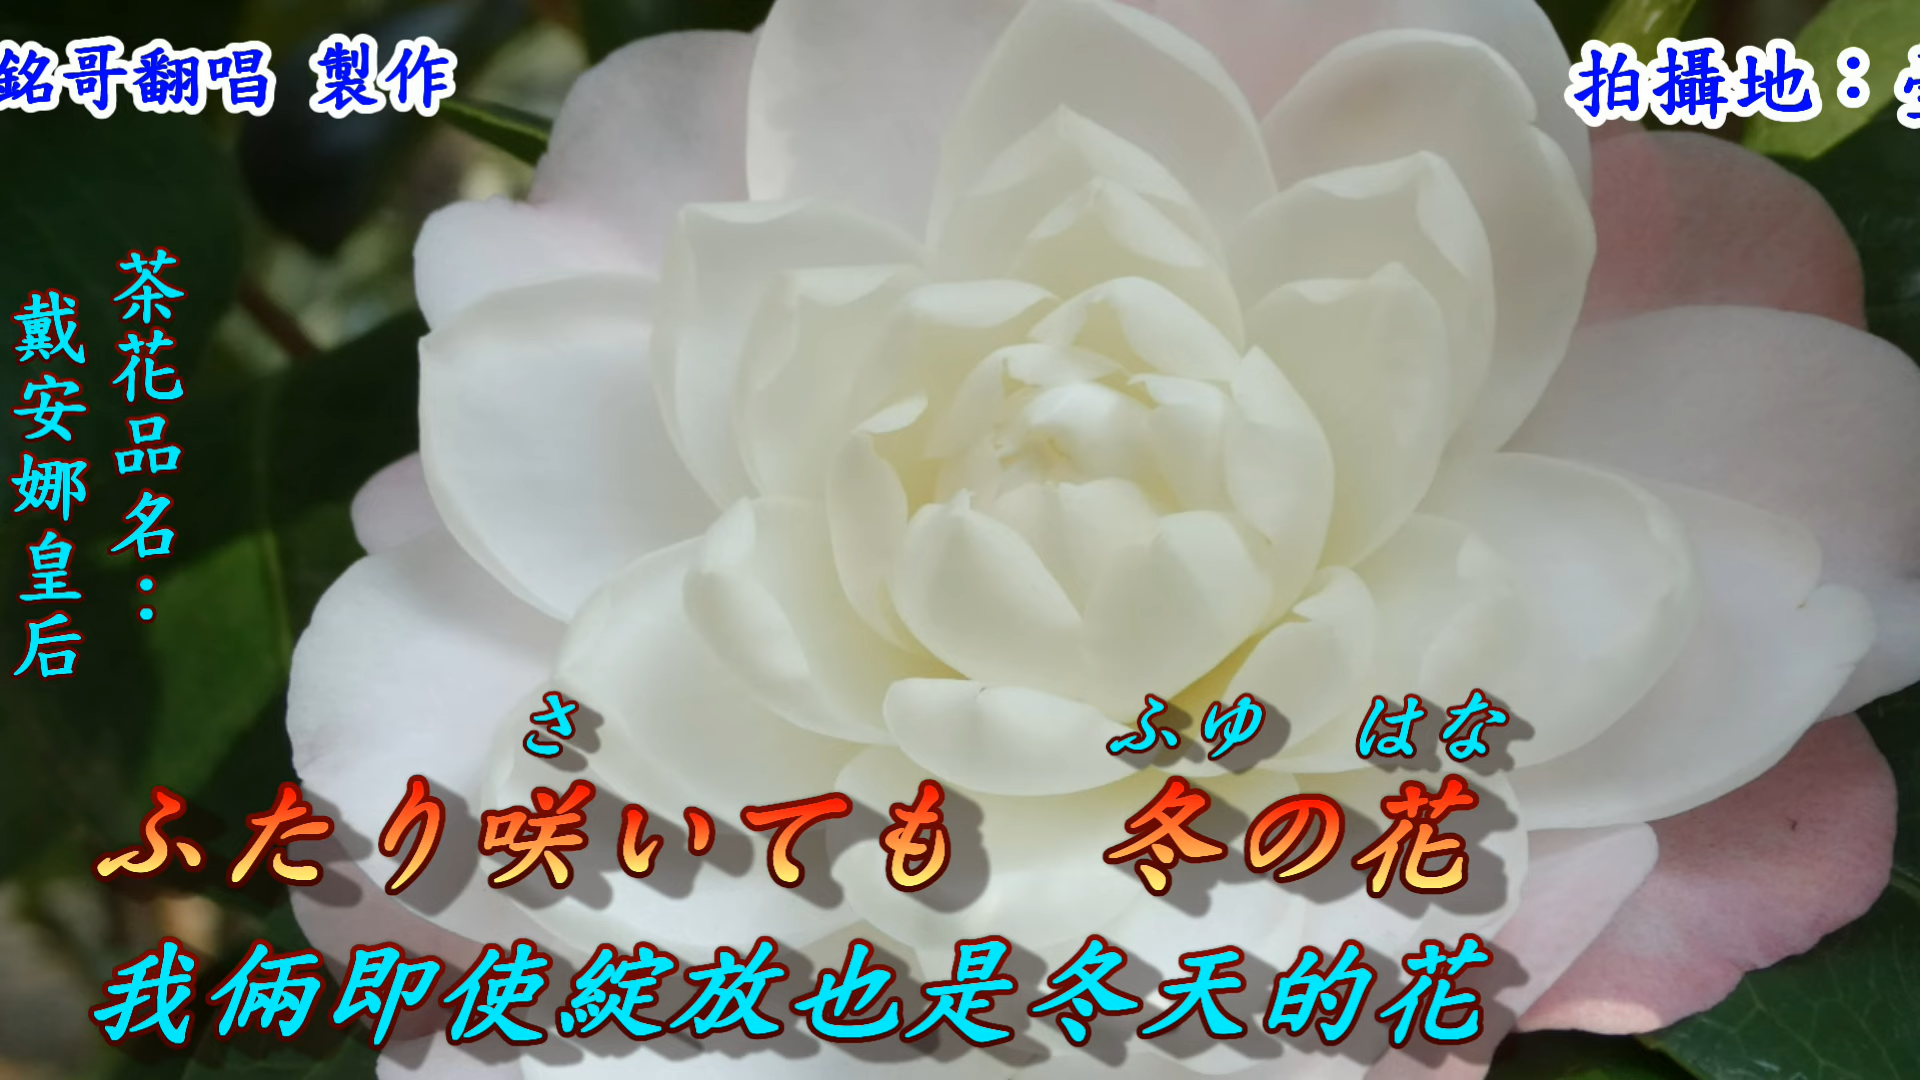 銘哥翻唱 製作
拍攝地：
茶花品名：
戴安娜皇后
さ ふゆ はな
ふたり咲いても 冬の花
我倆即使綻放也是冬天的花